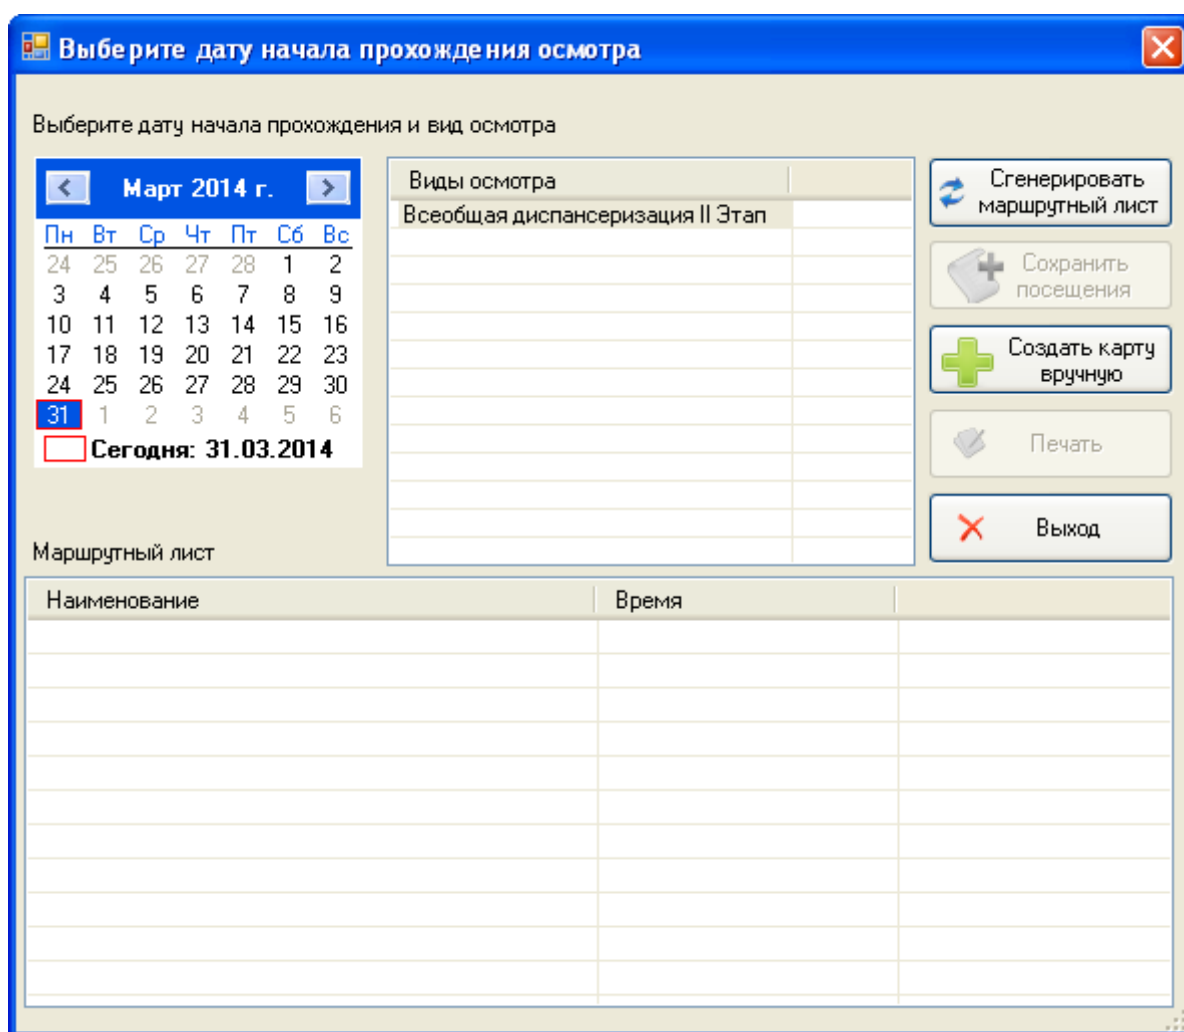 Выберите дату начала прохождения осмотра
Выберите дату начала прохождения и вид осмотра
Март 2014 г.
Пн Вт Ср Чт Пт Сб Вс
24 25 26 27 28 1 2
3 4 5 6 7 8 9
10 11 12 13 14 15 16
17 18 19 20 21 22 23
24 25 26 27 28 29 30
31 1 2 3 4 5 6
Сегодня: 31.03.2014
Виды осмотра
Всеобщая диспансеризация II Этап
Сгенерировать
маршрутный лист
Сохранить
посещения
Создать карту
вручную
Печать
Выход
Маршрутный лист
Наименование Время